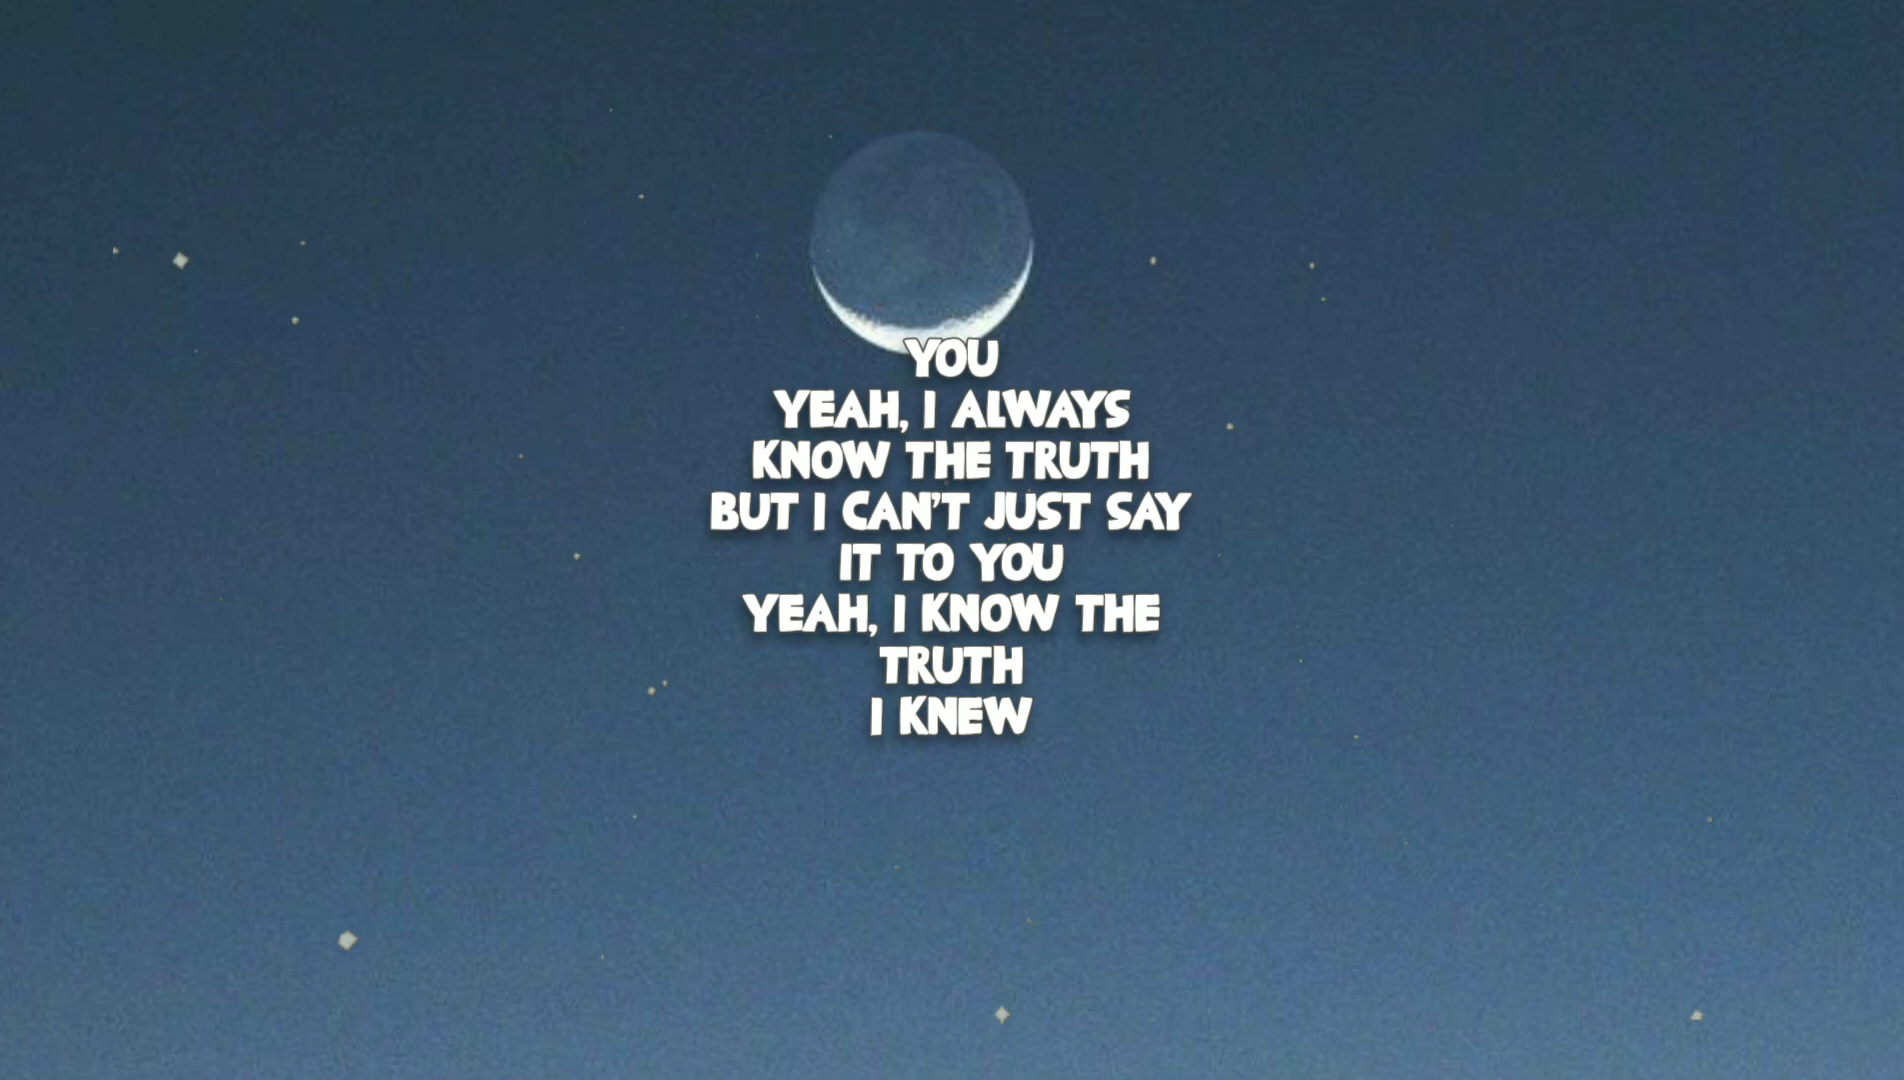 YOU
YEAH, I ALWAYS
KNOW THE TRUTH
BUT I CAN'T JUST SAY
IT TO YOU
YEAH, I KNOW THE
TRUTH
I KNEW